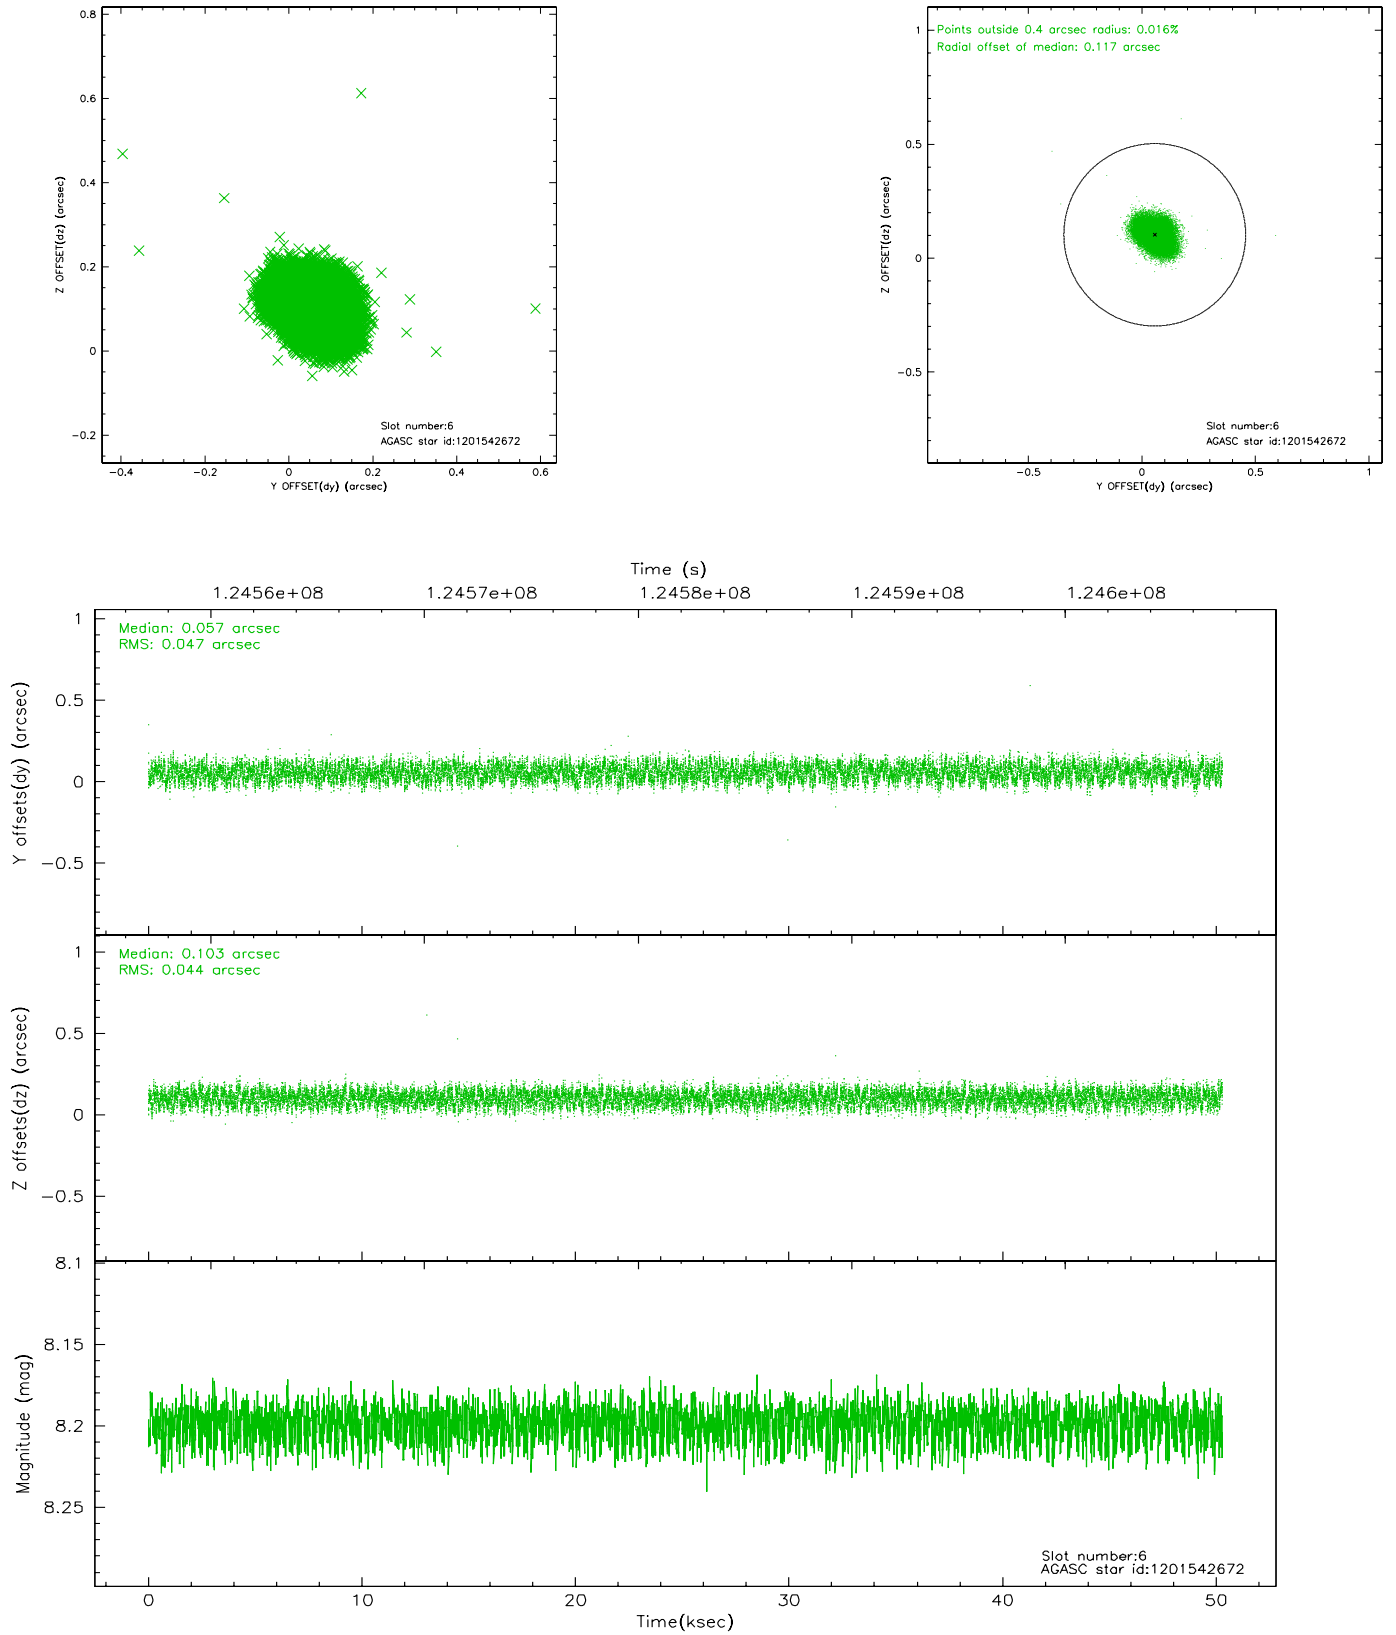 0.8
0.6
0.4
0.2
0
−0.2
Z OFFSET(dz) (arcsec)
−0.4 −0.2 0 0.2 0.4 0.6
Y OFFSET(dy) (arcsec)
Slot number:6
AGASC star id:1201542672
Points outside 0.4 arcsec radius: 0.016%
Radial offset of median: 0.117 arcsec
1
0.5
0
−0.5
Z OFFSET(dz) (arcsec)
−0.5 0 0.5 1
Y OFFSET(dy) (arcsec)
Slot number:6
AGASC star id:1201542672
Time (s)
1.2456e+08 1.2457e+08 1.2458e+08 1.2459e+08 1.246e+08
Median: 0.057 arcsec
RMS: 0.047 arcsec
1
0.5
0
−0.5
Y offsets(dy) (arcsec)
Median: 0.103 arcsec
RMS: 0.044 arcsec
1
0.5
0
−0.5
Z offsets(dz) (arcsec)
8.1
8.15
8.2
8.25
Magnitude (mag)
Slot number:6
AGASC star id:1201542672
0 10 20 30 40 50
Time(ksec)